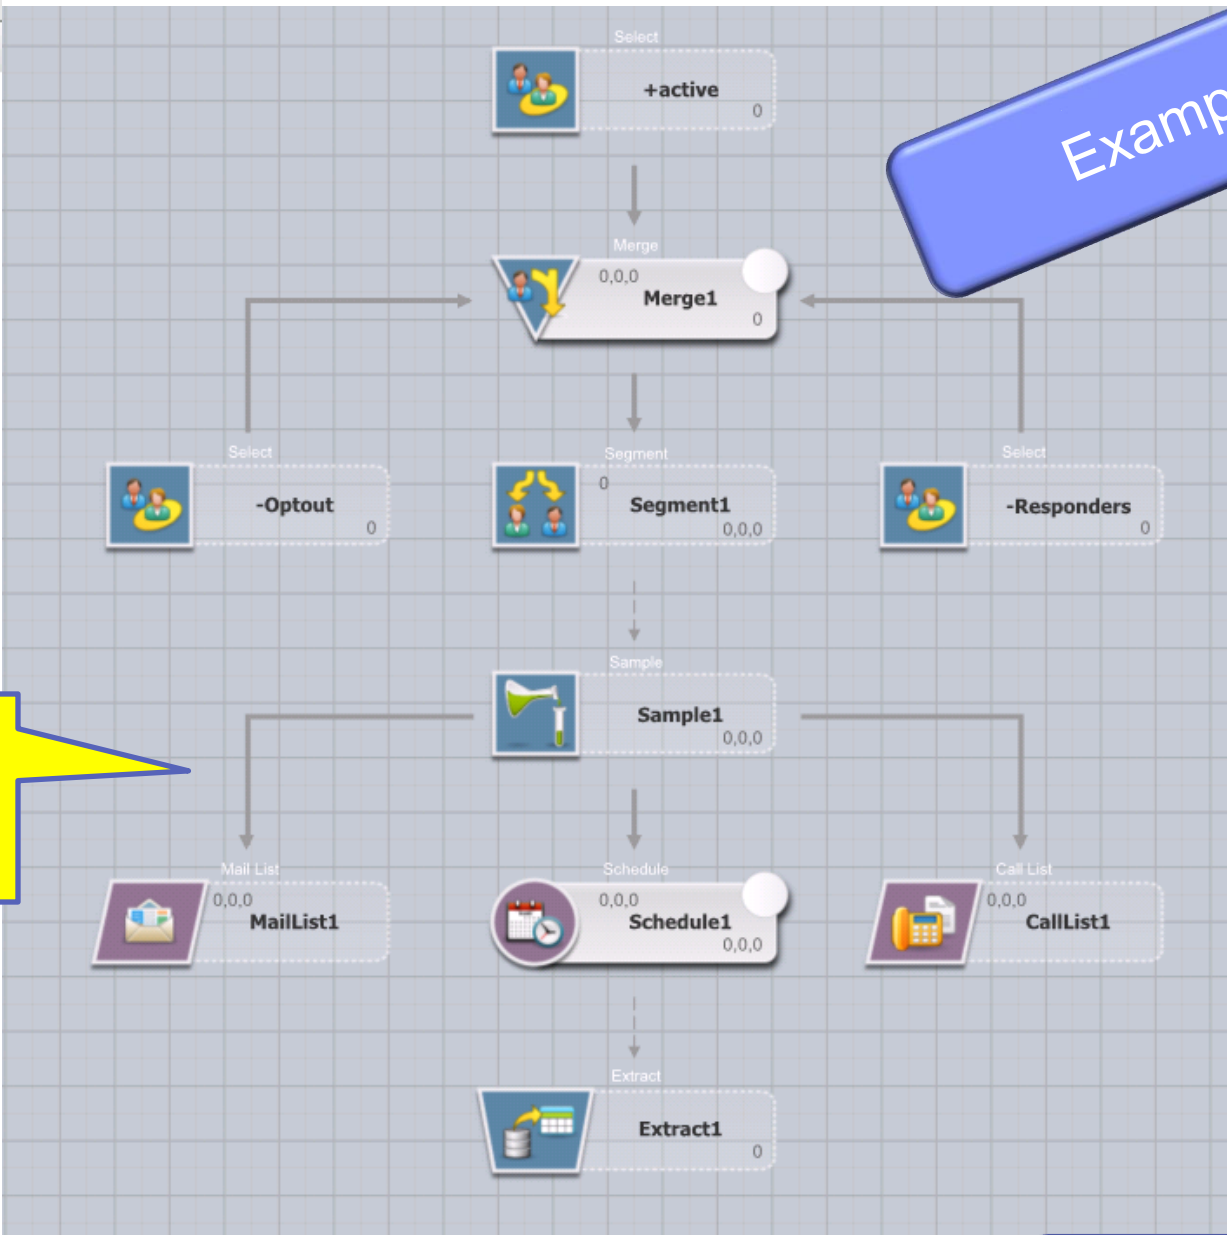 Select
+active
0
Examp
Merge
0,0,0
Merge1
0
Select
-Optout
0
Segment
0
Segment1
0,0,0
Select
-Responders
0
Sample
Sample1
0,0,0
Mail List
0,0,0
MailList1
Schedule
0,0,0
Schedule1
0,0,0
Call List
0,0,0
CallList1
Extract
Extract1
0